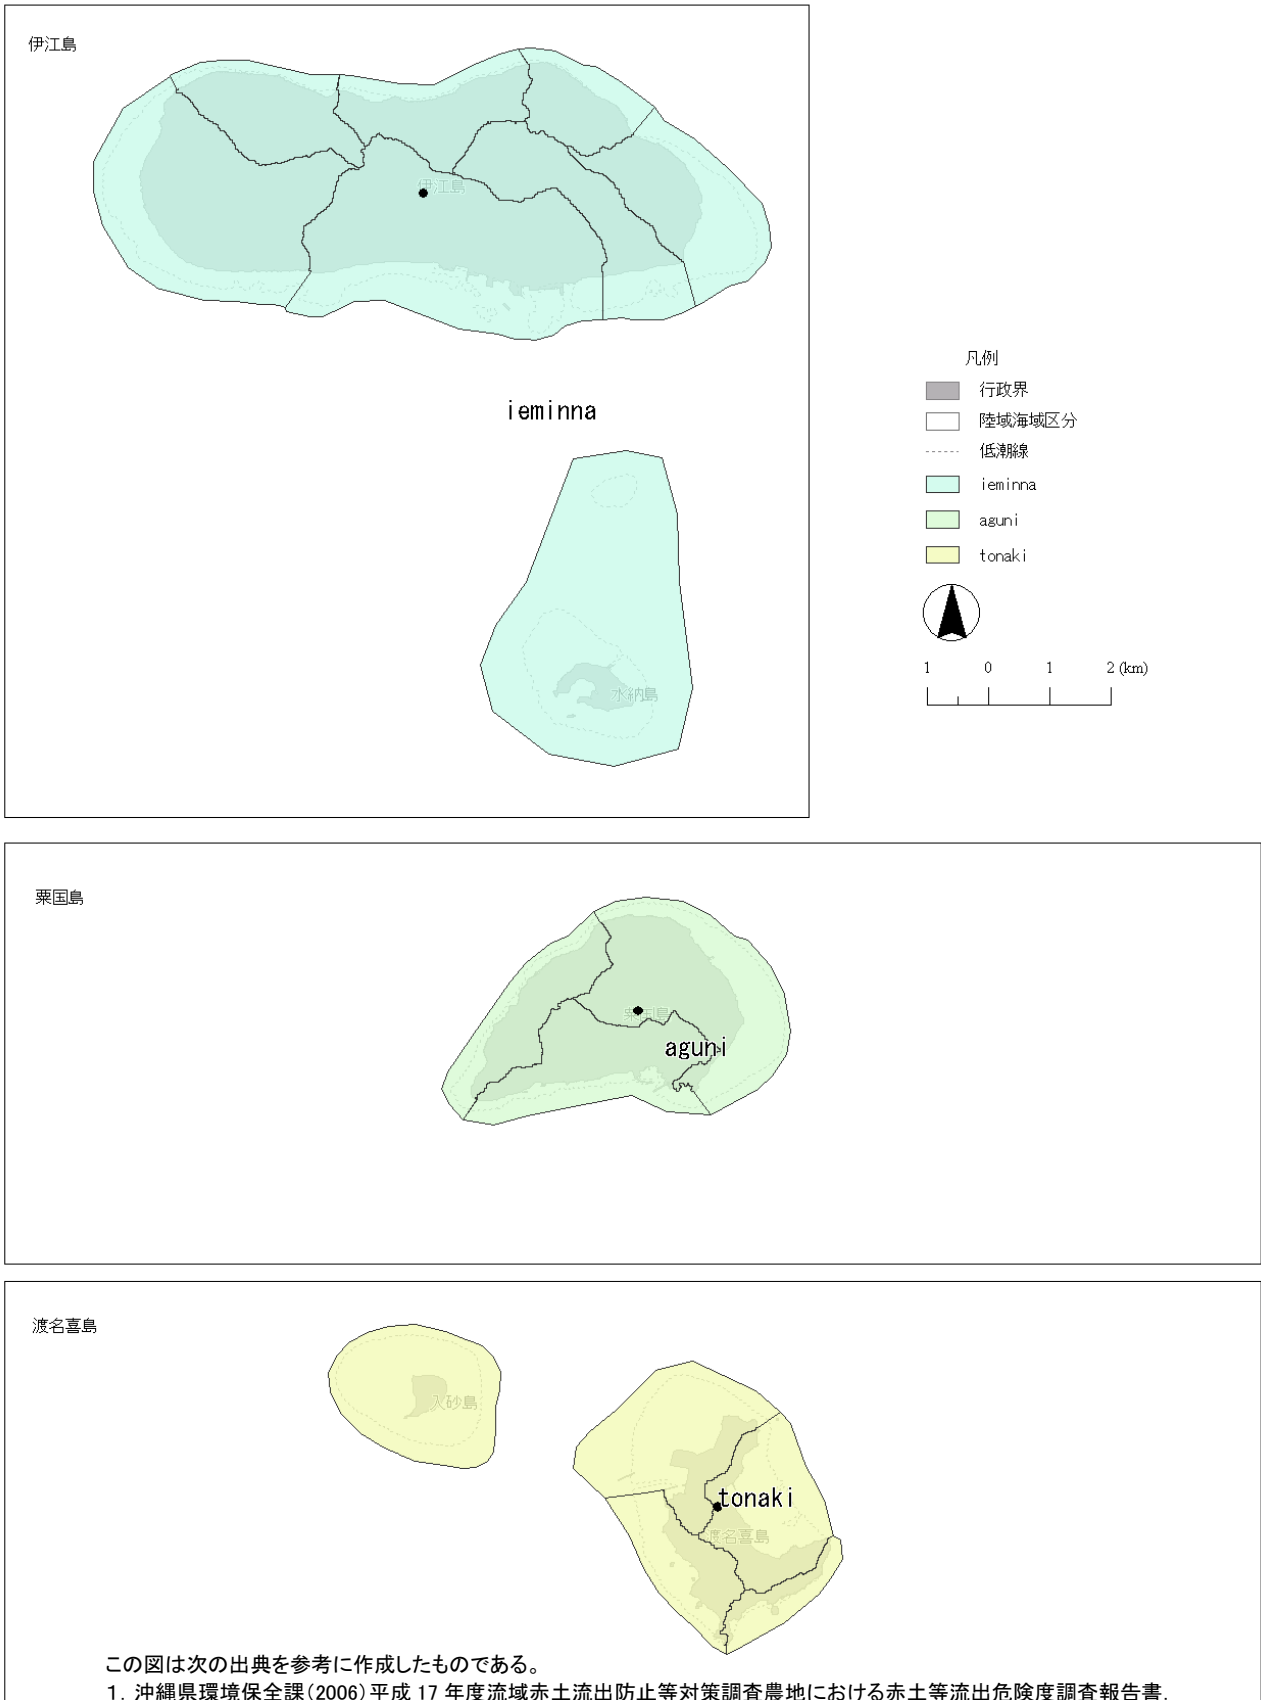 伊江島
伊江島
ieminna
水納島
凡例
行政界
陸域海域区分
低潮線
ieminna
aguni
tonaki
1 0 1 2 (km)
粟国島
粟国島
aguni
渡名喜島
入砂島
tonaki
渡名喜島
この図は次の出典を参考に作成したものである。
1. 沖縄県環境保全課(2006)平成 17 年度流域赤土流出防止等対策調査農地における赤土等流出危険度調査報告書.